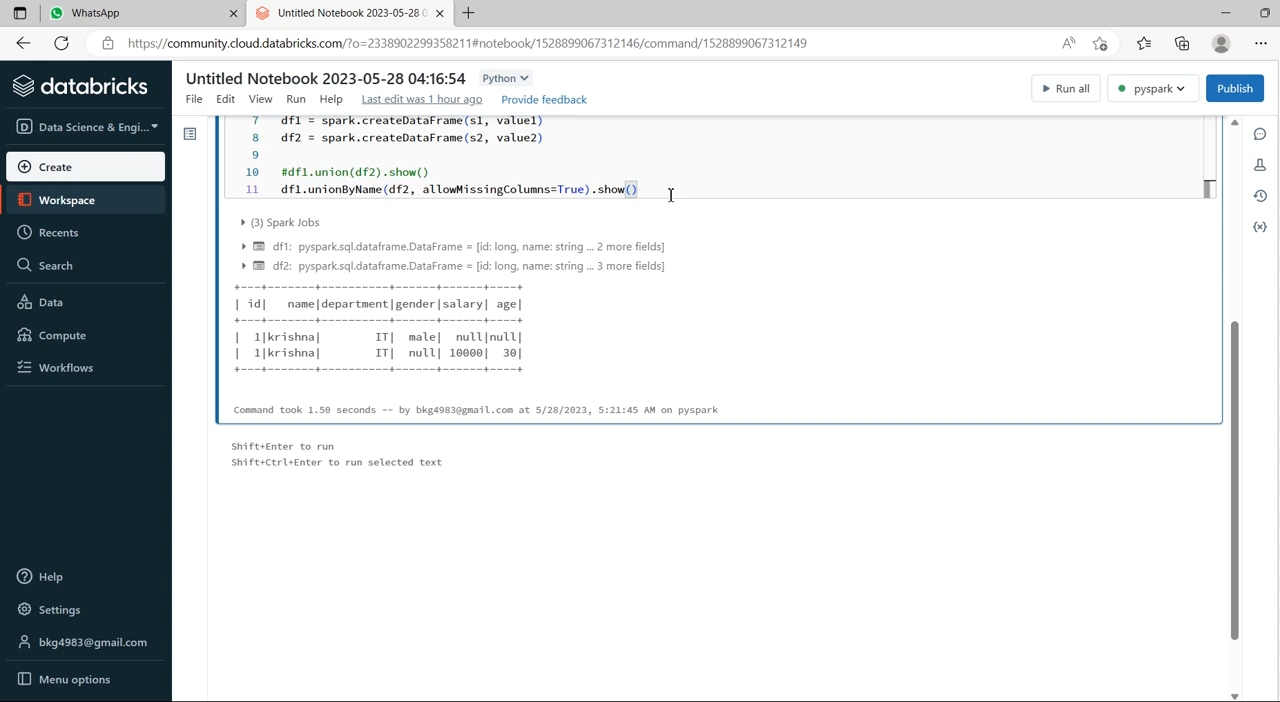 WhatsApp
Untitled Notebook 2023-05-28 0
https://community.cloud.databricks.com/?o=2338902299358211#notebook/1528899067312146/command/1528899067312149
databricks
Untitled Notebook 2023-05-28 04:16:54 Python
File Edit View Run Help Last edit was 1 hour ago Provide feedback
Run all
pyspark
Publish
D Data Science & Engi...
Create
Workspace
Recents
Search
Data
Compute
Workflows
Help
Settings
bkg4983@gmail.com
Menu options
7 df1 = spark.createDataFrame(s1, value1)
8 df2 = spark.createDataFrame(s2, value2)
9
10 #df1.union(df2).show()
11 df1.unionByName(df2, allowMissingColumns=True).show()
(3) Spark Jobs
df1: pyspark.sql.dataframe.DataFrame = [id: long, name: string ... 2 more fields]
df2: pyspark.sql.dataframe.DataFrame = [id: long, name: string ... 3 more fields]
+---+-------+----------+------+------+----+
| id|   name|department|gender|salary| age|
+---+-------+----------+------+------+----+
|  1|krishna|        IT|  male|  null|null|
|  1|krishna|        IT|  null| 10000|  30|
+---+-------+----------+------+------+----+
Command took 1.50 seconds -- by bkg4983@gmail.com at 5/28/2023, 5:21:45 AM on pyspark
Shift+Enter to run
Shift+Ctrl+Enter to run selected text